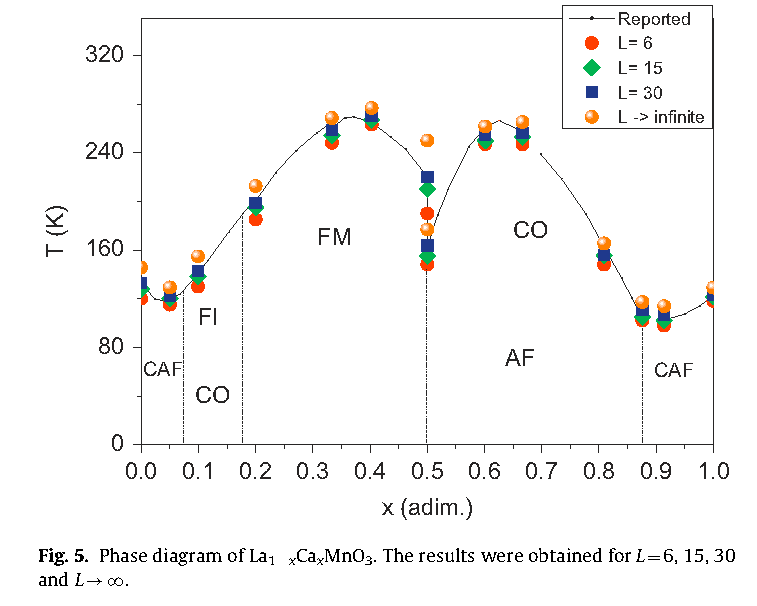 Reported
L= 6
L= 15
L= 30
L -> infinite
320
240
160
80
0
T (K)
FM
CO
FI
CAF
CO
AF
CAF
0.0 0.1 0.2 0.3 0.4 0.5 0.6 0.7 0.8 0.9 1.0
x (adim.)
Fig. 5. Phase diagram of La₁ ₓCaₓMnO₃. The results were obtained for L=6, 15, 30
and L→∞.